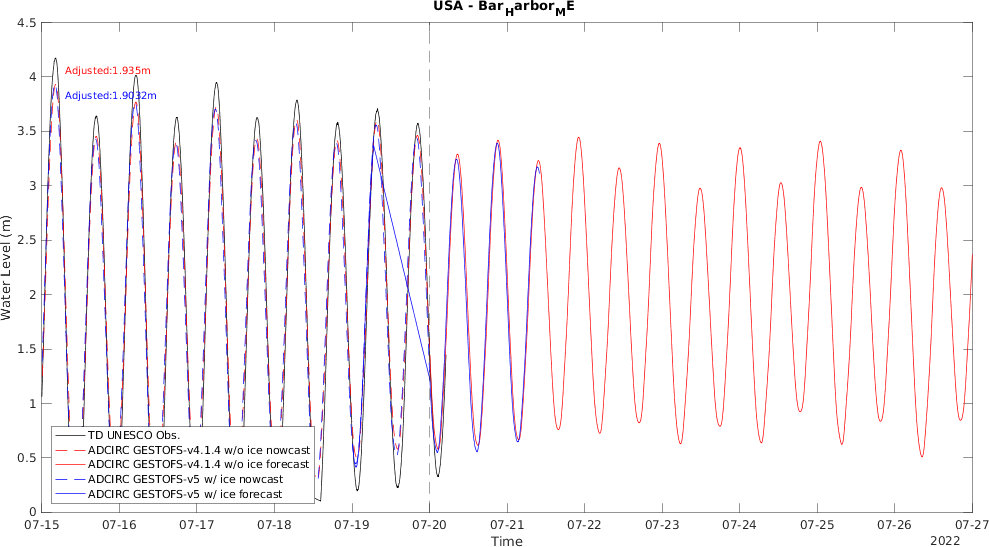 USA - BarHarborME
4.5
Adjusted:1.935m
4
Adjusted:1.9032m
3.5
3
2.5
Water Level (m)
2
1.5
1
TD UNESCO Obs.
ADCIRC GESTOFS-v4.1.4 w/o ice nowcast
ADCIRC GESTOFS-v4.1.4 w/o ice forecast
0.5
ADCIRC GESTOFS-v5 w/ ice nowcast
ADCIRC GESTOFS-v5 w/ ice forecast
0
07-15 07-16 07-17 07-18 07-19 07-20 07-21 07-22 07-23 07-24 07-25 07-26 07-27
Time
2022